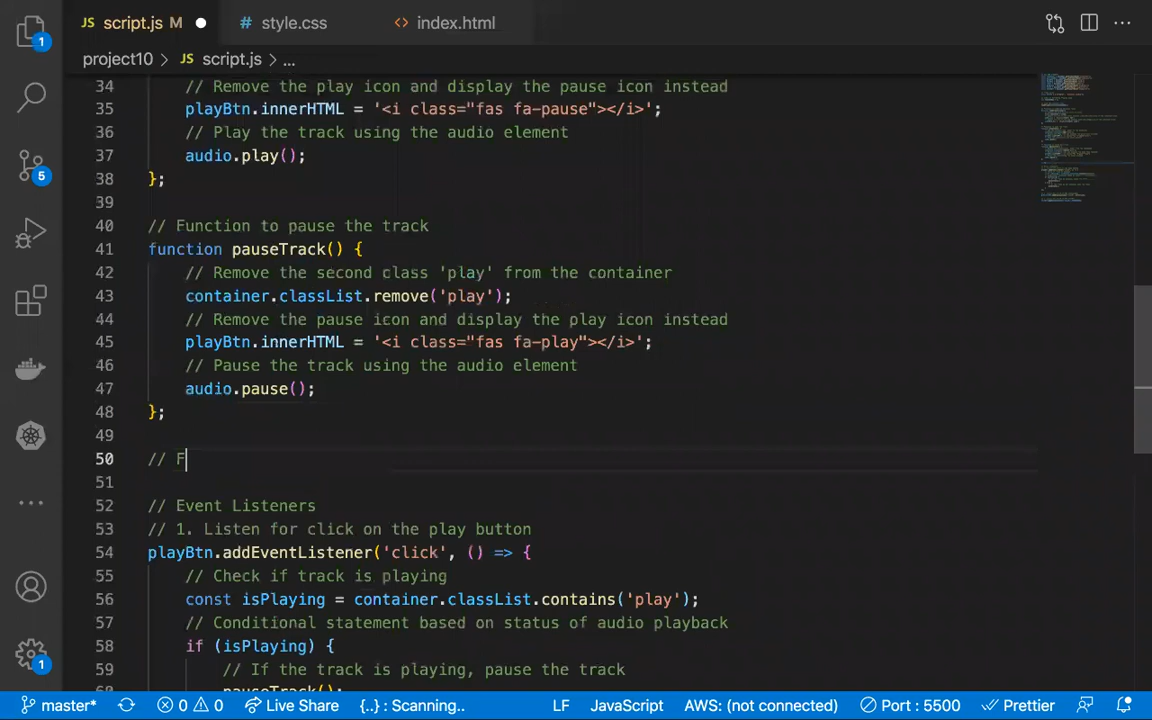 JS script.js M ● # style.css <> index.html
project10 > JS script.js > ...
34 // Remove the play icon and display the pause icon instead
35 playBtn.innerHTML = '<i class="fas fa-pause"></i>';
36 // Play the track using the audio element
37 audio.play();
38 };
39
40 // Function to pause the track
41 function pauseTrack() {
42 // Remove the second class 'play' from the container
43 container.classList.remove('play');
44 // Remove the pause icon and display the play icon instead
45 playBtn.innerHTML = '<i class="fas fa-play"></i>';
46 // Pause the track using the audio element
47 audio.pause();
48 };
49
50 // F
51
52 // Event Listeners
53 // 1. Listen for click on the play button
54 playBtn.addEventListener('click', () => {
55 // Check if track is playing
56 const isPlaying = container.classList.contains('play');
57 // Conditional statement based on status of audio playback
58 if (isPlaying) {
59 // If the track is playing, pause the track
60 pauseTrack();
1
5
1
master* 0 0 Live Share {..} : Scanning.. LF JavaScript AWS: (not connected) Port : 5500 Prettier